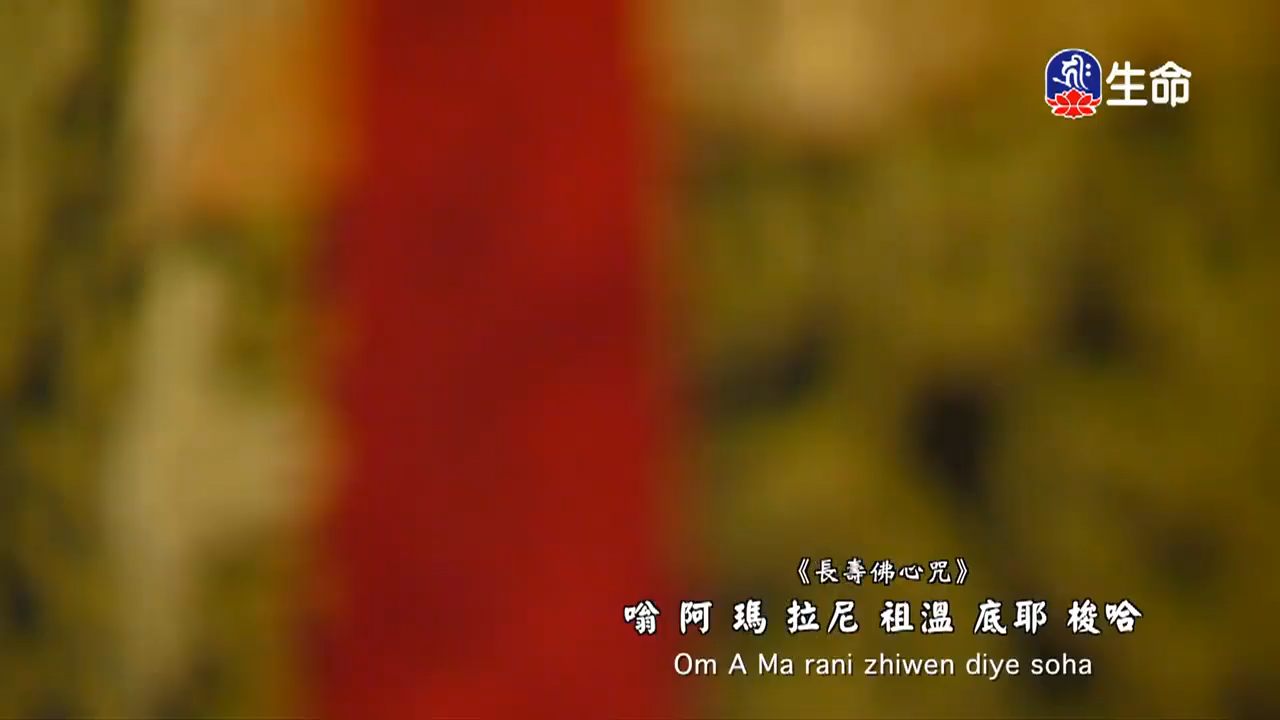 生命
《長壽佛心咒》
嗡 阿 瑪 拉尼 祖溫 底耶 梭哈
Om A Ma rani zhiwen diye soha